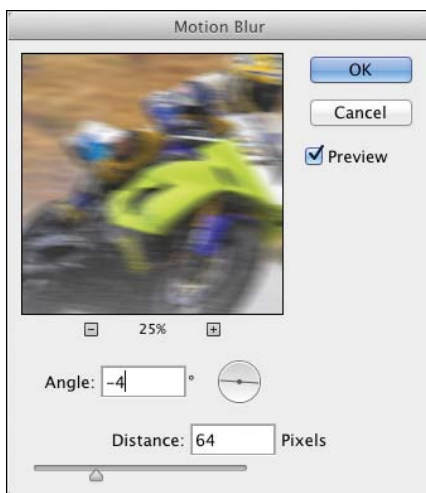 Motion Blur
OK
Cancel
Preview
25%
Angle: -4 °
Distance: 64 Pixels